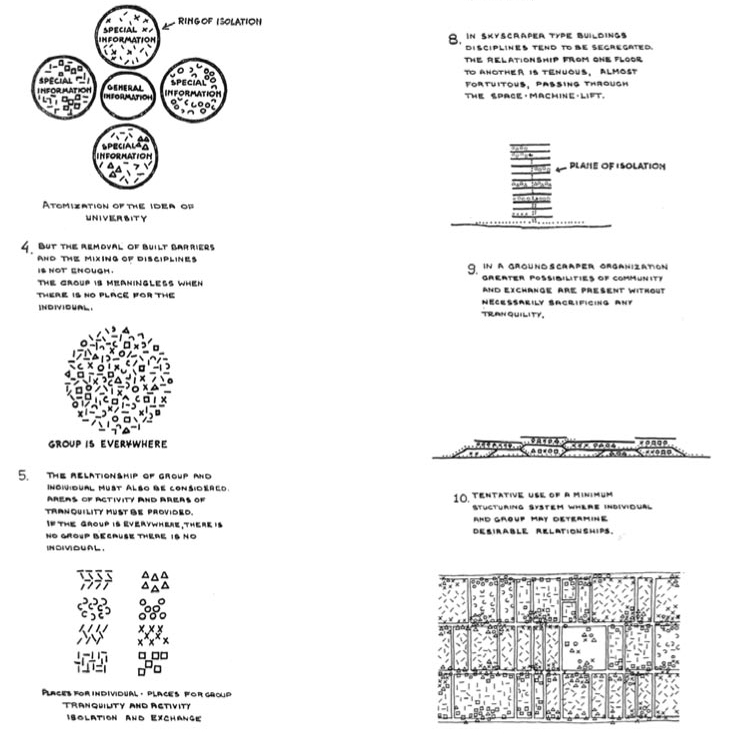 RING OF ISOLATION
SPECIAL
INFORMATION
SPECIAL
INFORMATION
GENERAL
INFORMATION
SPECIAL
INFORMATION
SPECIAL
INFORMATION
ATOMIZATION OF THE IDEA OF
UNIVERSITY
4. BUT THE REMOVAL OF BUILT BARRIERS
AND THE MIXING OF DISCIPLINES
IS NOT ENOUGH.
THE GROUP IS MEANINGLESS WHEN
THERE IS NO PLACE FOR THE
INDIVIDUAL.
GROUP IS EVERYWHERE
5. THE RELATIONSHIP OF GROUP AND
INDIVIDUAL MUST ALSO BE CONSIDERED.
AREAS OF ACTIVITY AND AREAS OF
TRANQUILITY MUST BE PROVIDED.
IF THE GROUP IS EVERYWHERE, THERE IS
NO GROUP BECAUSE THERE IS NO
INDIVIDUAL.
PLACES FOR INDIVIDUAL · PLACES FOR GROUP
TRANQUILITY AND ACTIVITY
ISOLATION AND EXCHANGE
8. IN SKYSCRAPER TYPE BUILDINGS
DISCIPLINES TEND TO BE SEGREGATED.
THE RELATIONSHIP FROM ONE FLOOR
TO ANOTHER IS TENUOUS, ALMOST
FORTUITOUS, PASSING THROUGH
THE SPACE · MACHINE · LIFT.
PLANE OF ISOLATION
9. IN A GROUNDSCRAPER ORGANIZATION
GREATER POSSIBILITIES OF COMMUNITY
AND EXCHANGE ARE PRESENT WITHOUT
NECESSARILY SACRIFICING ANY
TRANQUILITY.
10. TENTATIVE USE OF A MINIMUM
STUCTURING SYSTEM WHERE INDIVIDUAL
AND GROUP MAY DETERMINE
DESIRABLE RELATIONSHIPS.